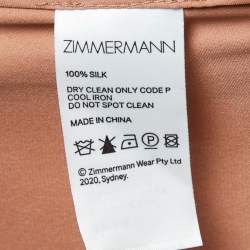 ZIMMERMANN
100% SILK
DRY CLEAN ONLY CODE P
COOL IRON
DO NOT SPOT CLEAN
MADE IN CHINA
P
© Zimmermann Wear Pty Ltd
2020, Sydney.